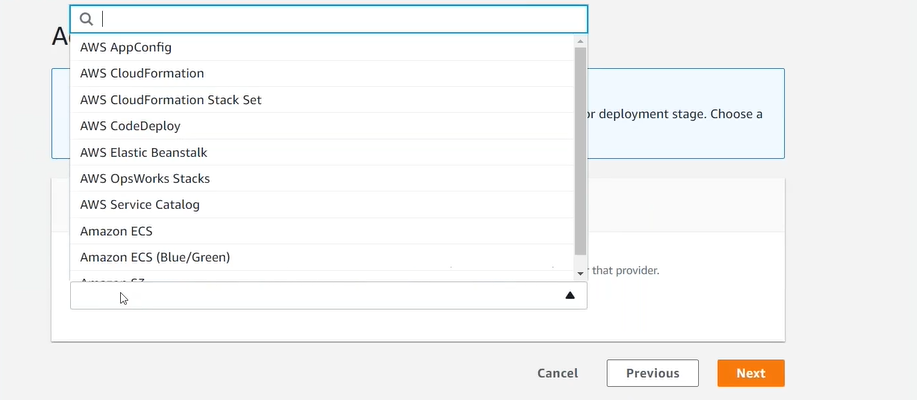 A
AWS AppConfig
AWS CloudFormation
AWS CloudFormation Stack Set
or deployment stage. Choose a
AWS CodeDeploy
AWS Elastic Beanstalk
AWS OpsWorks Stacks
AWS Service Catalog
Amazon ECS
Amazon ECS (Blue/Green)
that provider.
Cancel Previous Next